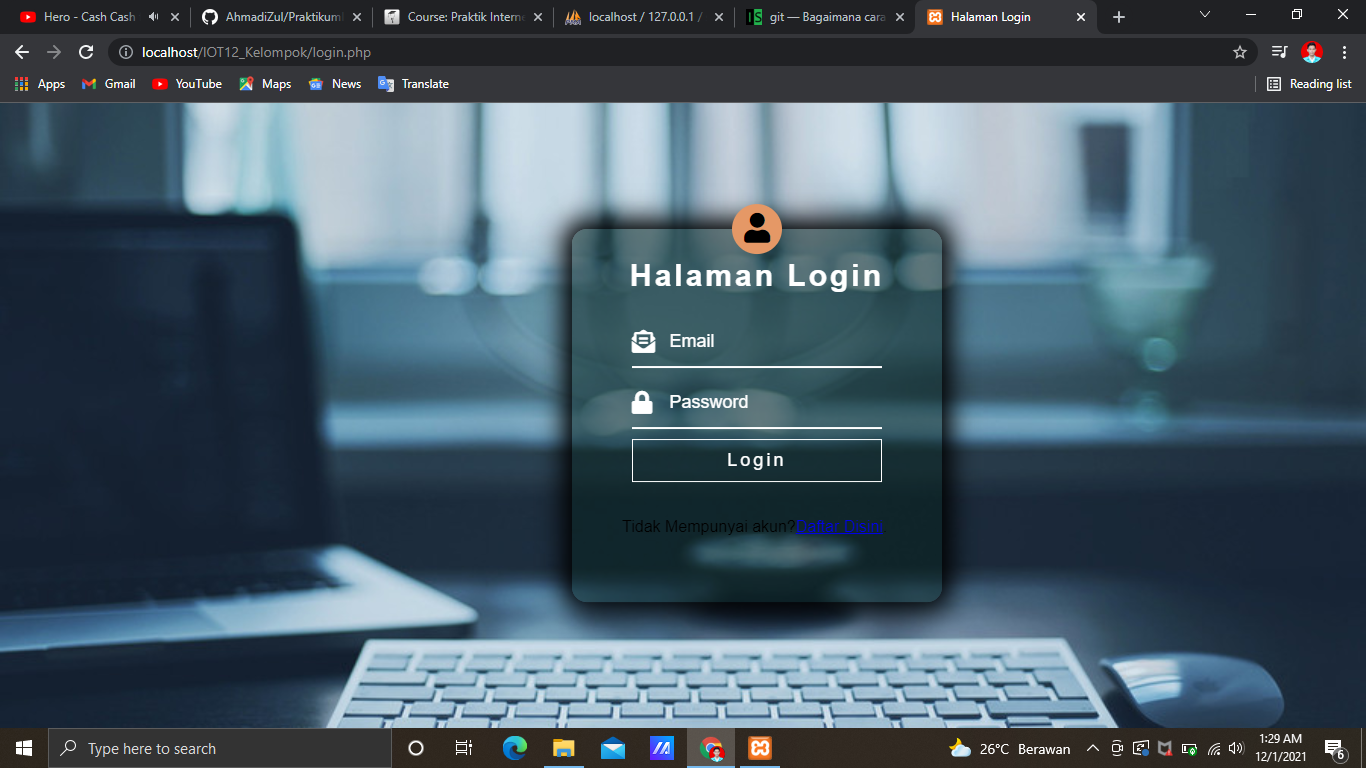 Hero - Cash Cash
AhmadiZul/PraktikumI
Course: Praktik Interne
localhost / 127.0.0.1 /
git — Bagaimana cara
Halaman Login
localhost/IOT12_Kelompok/login.php
Apps
Gmail
YouTube
Maps
News
Translate
Reading list
Halaman Login
Email
Password
Login
Tidak Mempunyai akun?Daftar Disini.
Type here to search
26°C Berawan
1:29 AM
12/1/2021
6